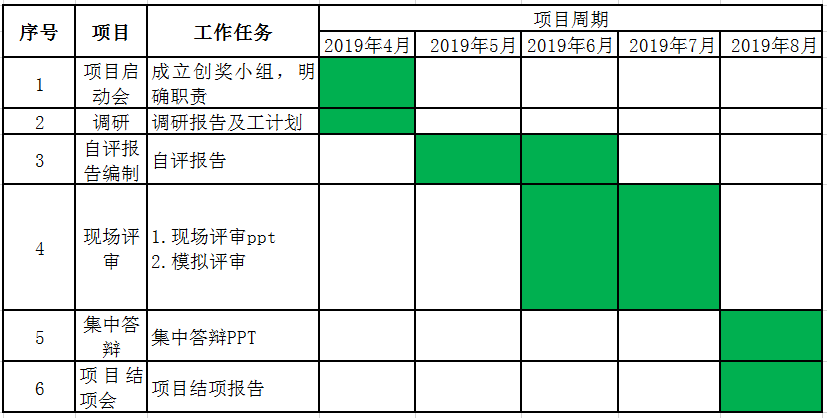 序号 项目 工作任务 项目周期
2019年4月 2019年5月 2019年6月 2019年7月 2019年8月
1
项目启
动会
成立创奖小组，明
确职责
2 调研 调研报告及工计划
3
自评报
告编制
自评报告
4
现场评
审
1.现场评审ppt
2.模拟评审
5
集中答
辩
集中答辩PPT
6
项目结
项会
项目结项报告